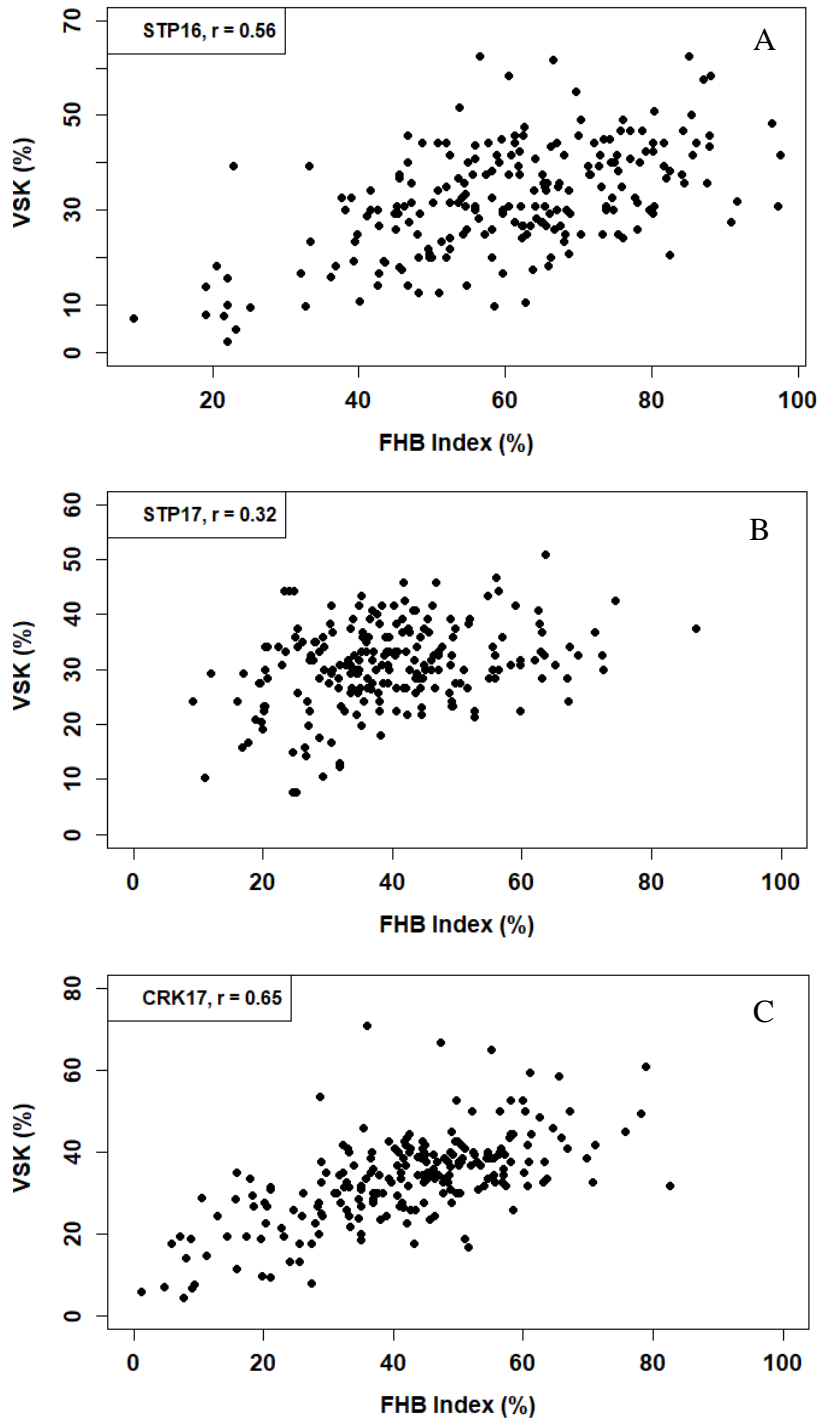 STP16, r = 0.56
A
VSK (%)
70
50
30
10
0
20 40 60 80 100
FHB Index (%)
STP17, r = 0.32
B
VSK (%)
60
50
40
30
20
10
0
0 20 40 60 80 100
FHB Index (%)
CRK17, r = 0.65
C
VSK (%)
80
60
40
20
0
0 20 40 60 80 100
FHB Index (%)